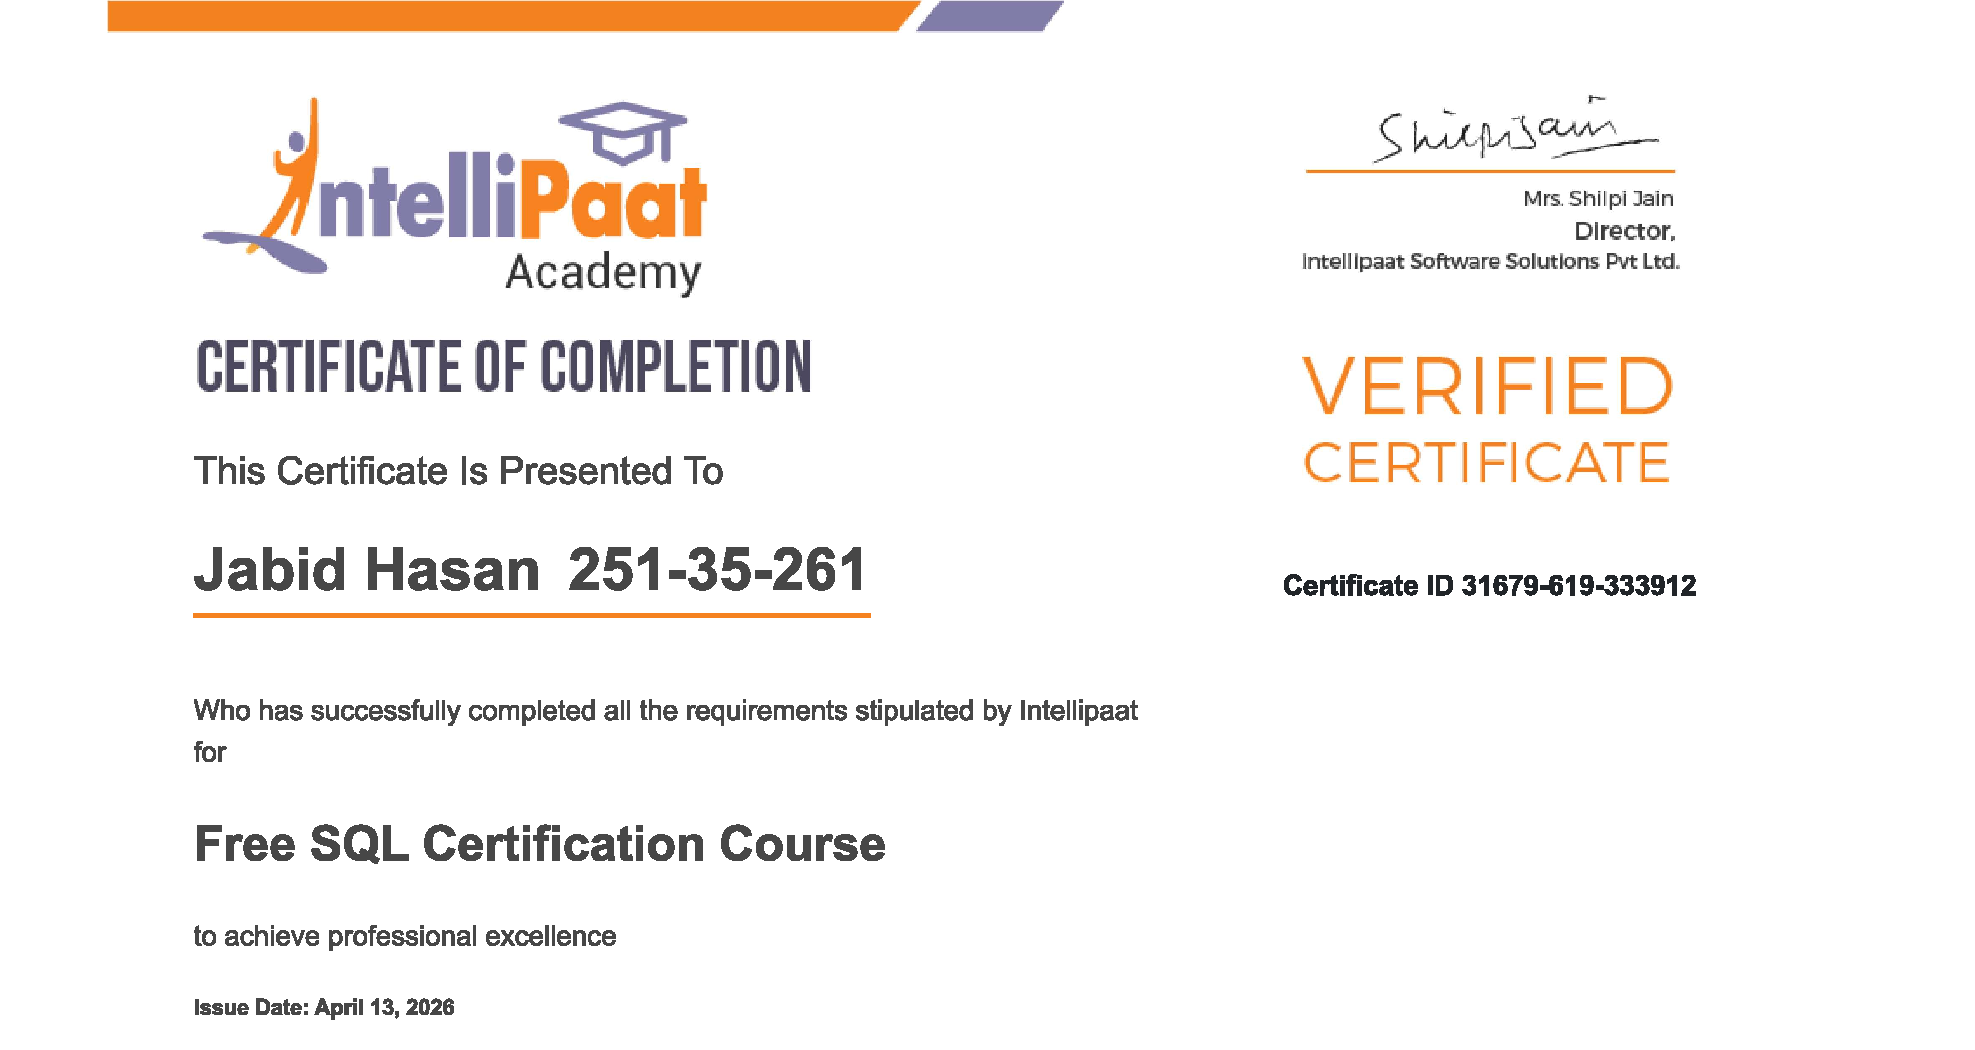 IntelliPaat
Academy
CERTIFICATE OF COMPLETION
This Certificate Is Presented To
Jabid Hasan 251-35-261
Who has successfully completed all the requirements stipulated by Intellipaat
for
Free SQL Certification Course
to achieve professional excellence
Issue Date: April 13, 2026
Shilpi Jain
Mrs. Shilpi Jain
Director,
Intellipaat Software Solutions Pvt Ltd.
VERIFIED
CERTIFICATE
Certificate ID 31679-619-333912